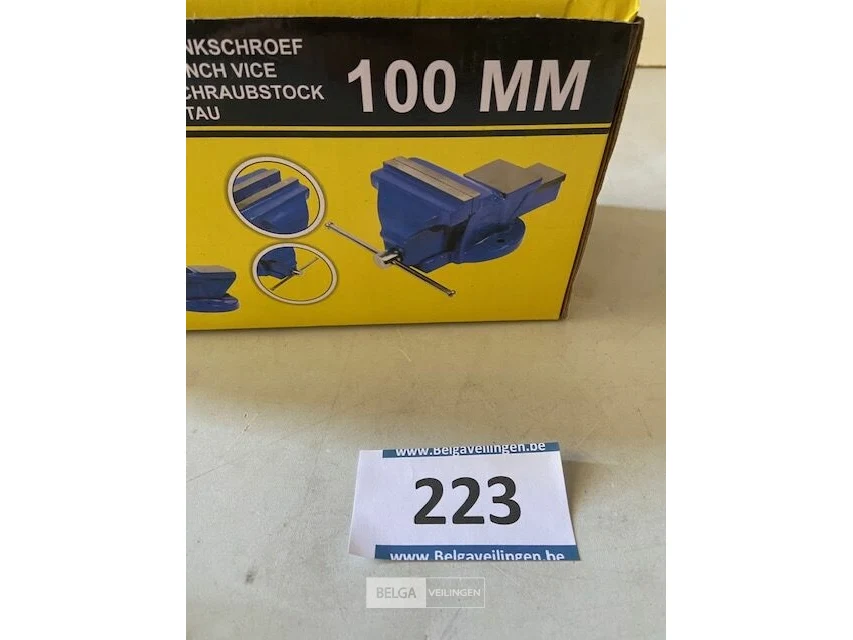 NKSCHROEF
NCH VICE
CHRAUBSTOCK
TAU
100 MM
www.Belgaveilingen.be
223
www.Belgaveilingen.be
BELGA VEILINGEN